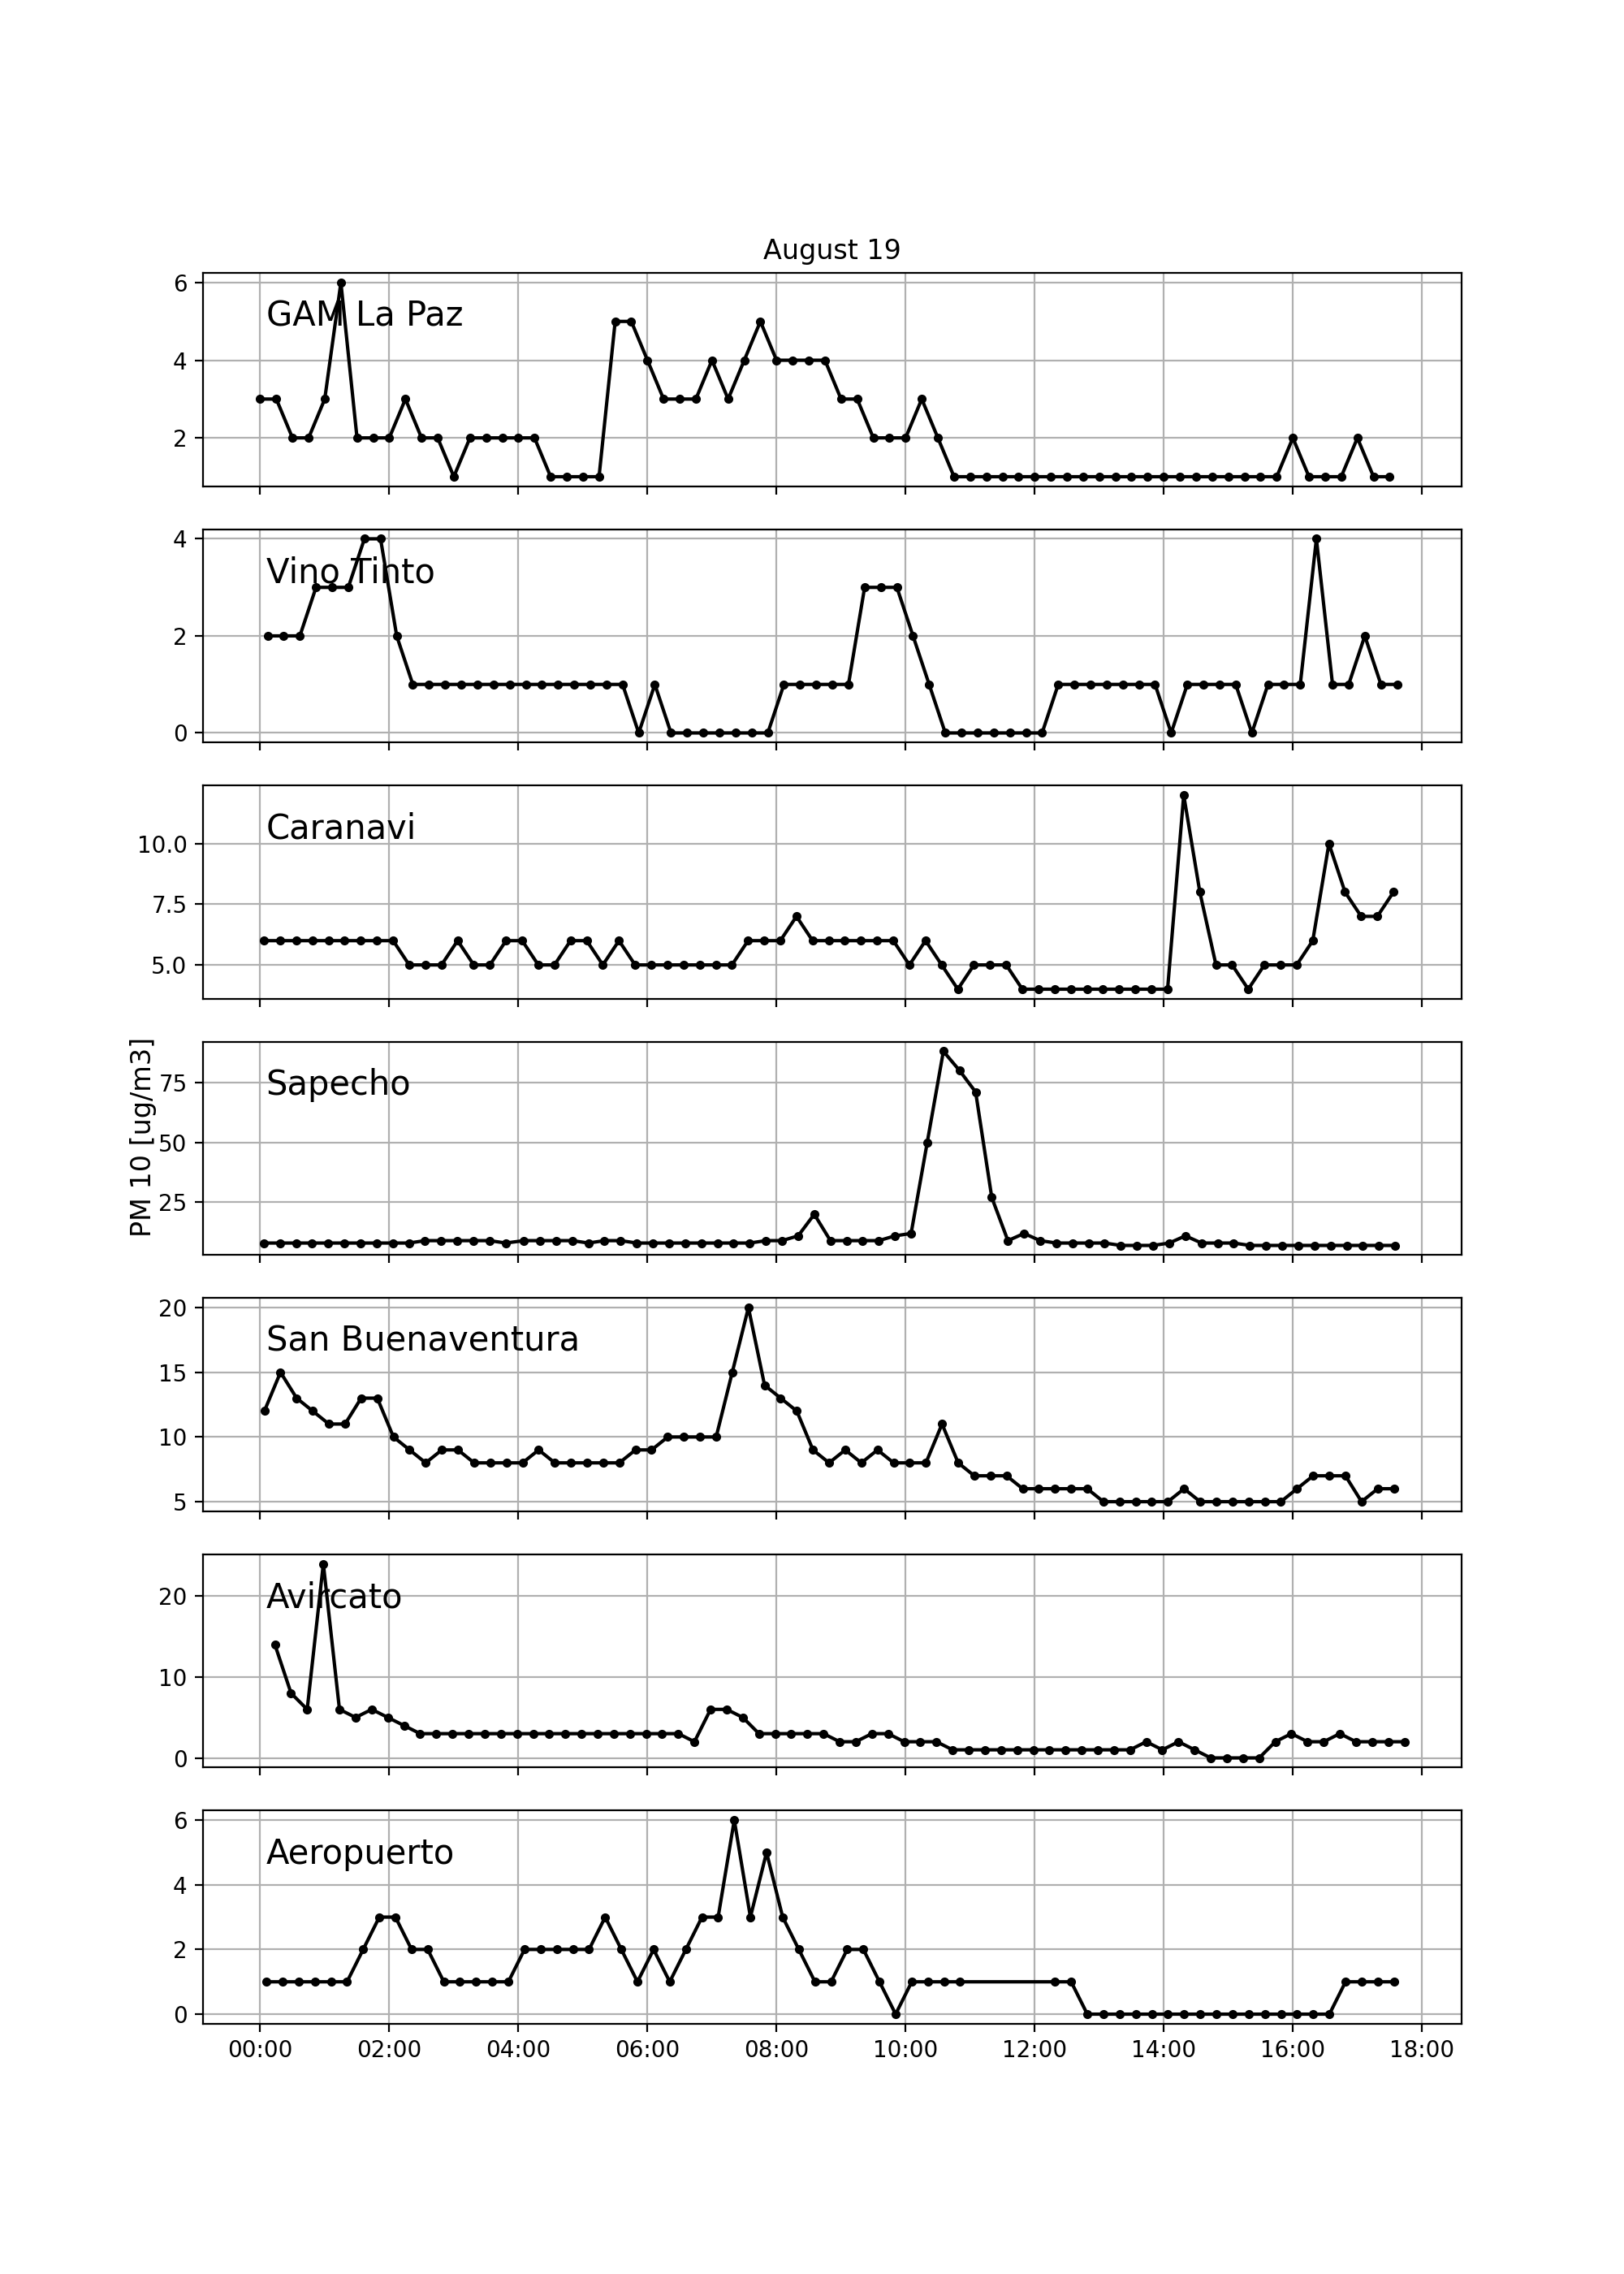 August 19
6
GAM La Paz
4
2
4
Vino Tinto
2
0
Caranavi
10.0
7.5
5.0
PM 10 [ug/m3]
Sapecho
75
50
25
20
San Buenaventura
15
10
5
Avircato
20
10
0
6
Aeropuerto
4
2
0
00:00 02:00 04:00 06:00 08:00 10:00 12:00 14:00 16:00 18:00